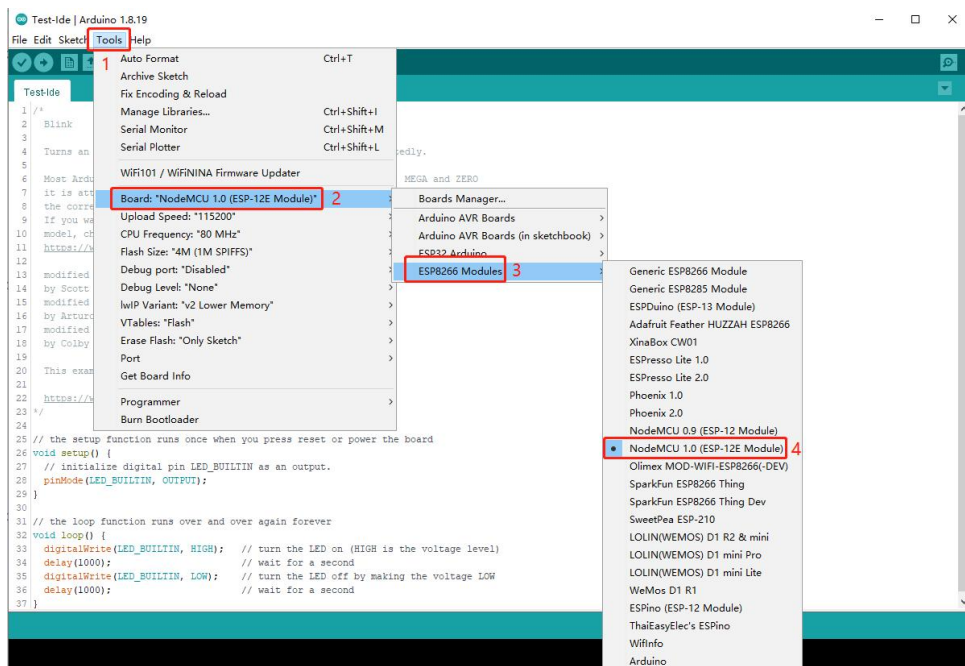 Test-Ide | Arduino 1.8.19
File Edit Sketch Tools Help
1
Test-Ide
Auto Format Ctrl+T
Archive Sketch
Fix Encoding & Reload
Manage Libraries... Ctrl+Shift+I
Serial Monitor Ctrl+Shift+M
Serial Plotter Ctrl+Shift+L
WiFi101 / WiFiNINA Firmware Updater
Board: "NodeMCU 1.0 (ESP-12E Module)" 2
Upload Speed: "115200"
CPU Frequency: "80 MHz"
Flash Size: "4M (1M SPIFFS)"
Debug port: "Disabled"
Debug Level: "None"
lwIP Variant: "v2 Lower Memory"
VTables: "Flash"
Erase Flash: "Only Sketch"
Port
Get Board Info
Programmer
Burn Bootloader
Boards Manager...
Arduino AVR Boards
Arduino AVR Boards (in sketchbook)
ESP32 Arduino
ESP8266 Modules 3
Generic ESP8266 Module
Generic ESP8285 Module
ESPDuino (ESP-13 Module)
Adafruit Feather HUZZAH ESP8266
XinaBox CW01
ESPresso Lite 1.0
ESPresso Lite 2.0
Phoenix 1.0
Phoenix 2.0
NodeMCU 0.9 (ESP-12 Module)
NodeMCU 1.0 (ESP-12E Module) 4
Olimex MOD-WIFI-ESP8266(-DEV)
SparkFun ESP8266 Thing
SparkFun ESP8266 Thing Dev
SweetPea ESP-210
LOLIN(WEMOS) D1 R2 & mini
LOLIN(WEMOS) D1 mini Pro
LOLIN(WEMOS) D1 mini Lite
WeMos D1 R1
ESPino (ESP-12 Module)
ThaiEasyElec's ESPino
WifInfo
Arduino
1 /*
2 Blink
3
4 Turns an
5
6 Most Ardu MEGA and ZERO
7 it is att
8 the corre
9 If you wa
10 model, ch
11 https://w
12
13 modified
14 by Scott
15 modified
16 by Arturo
17 modified
18 by Colby
19
20 This exam
21
22 https://w
23 */
24
25 // the setup function runs once when you press reset or power the board
26 void setup() {
27 // initialize digital pin LED_BUILTIN as an output.
28 pinMode(LED_BUILTIN, OUTPUT);
29 }
30
31 // the loop function runs over and over again forever
32 void loop() {
33 digitalWrite(LED_BUILTIN, HIGH); // turn the LED on (HIGH is the voltage level)
34 delay(1000); // wait for a second
35 digitalWrite(LED_BUILTIN, LOW); // turn the LED off by making the voltage LOW
36 delay(1000); // wait for a second
37 }